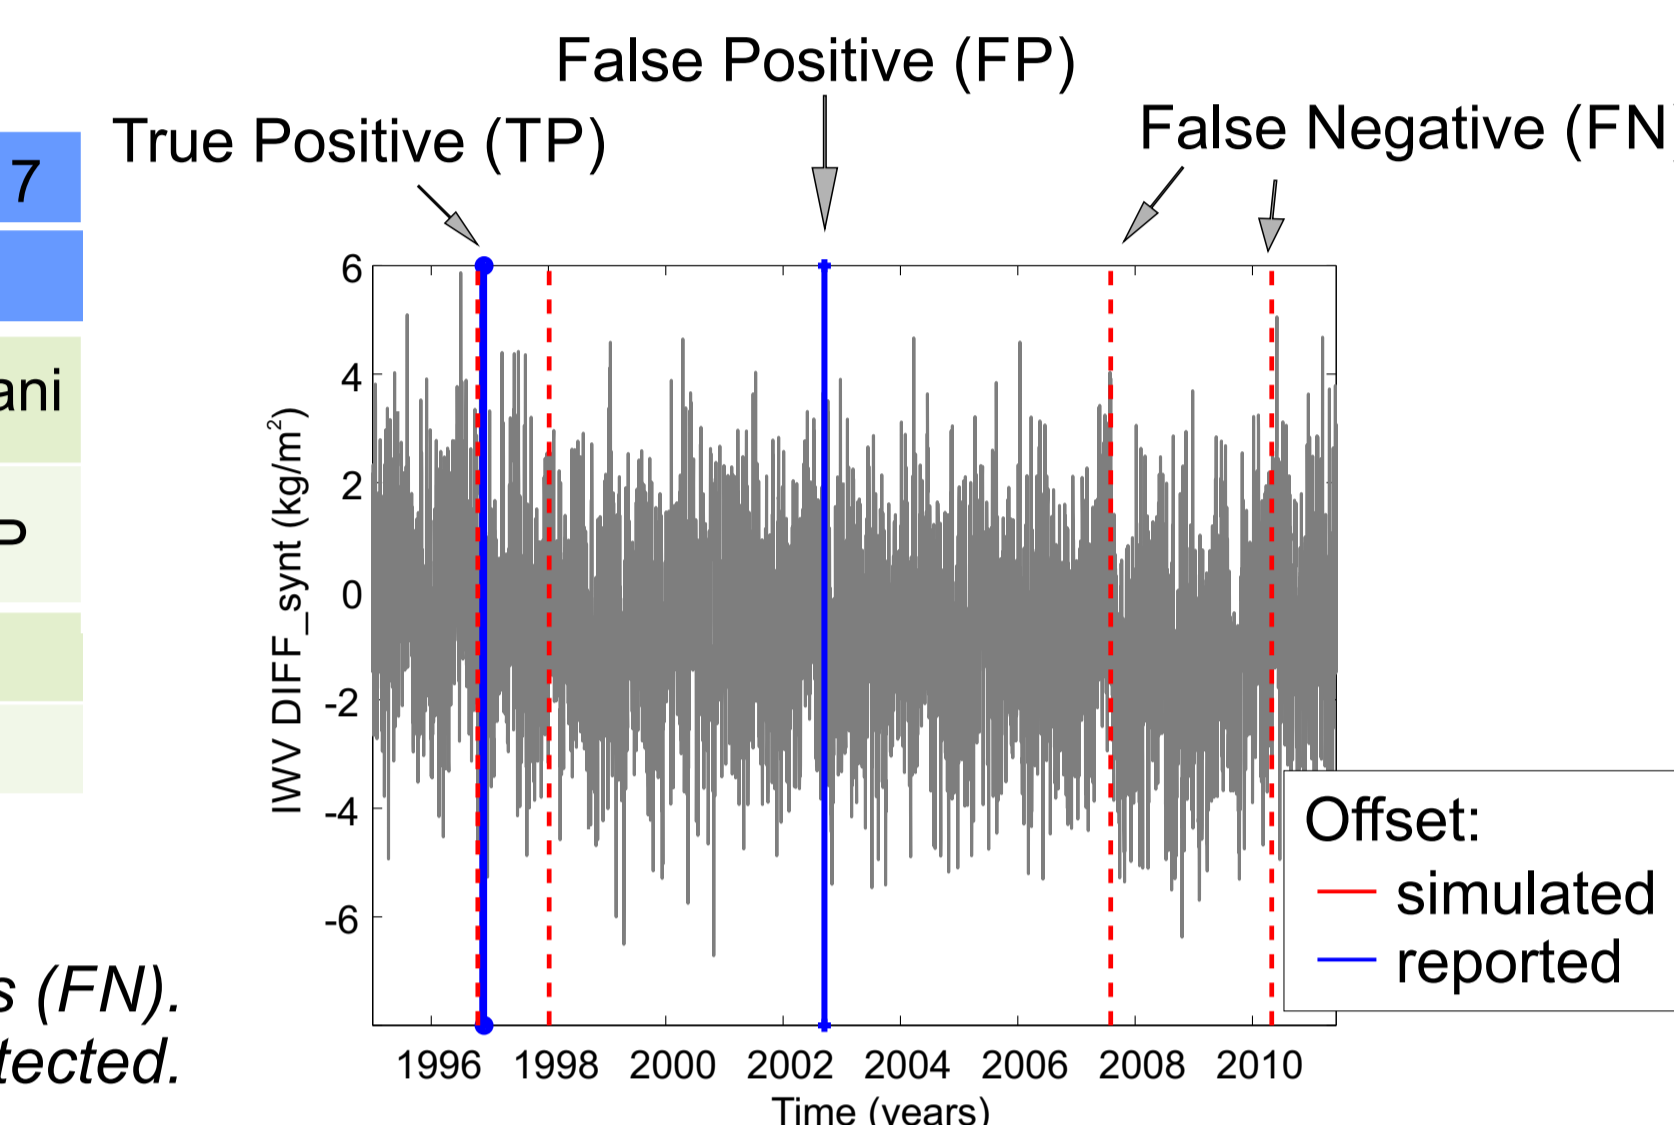 False Positive (FP)
True Positive (TP)
False Negative (FN)
7
ani
P
s (FN).
tected.
6
4
2
0
-2
-4
-6
IWV DIFF_synt (kg/m²)
1996 1998 2000 2002 2004 2006 2008 2010
Time (years)
Offset:
simulated
reported